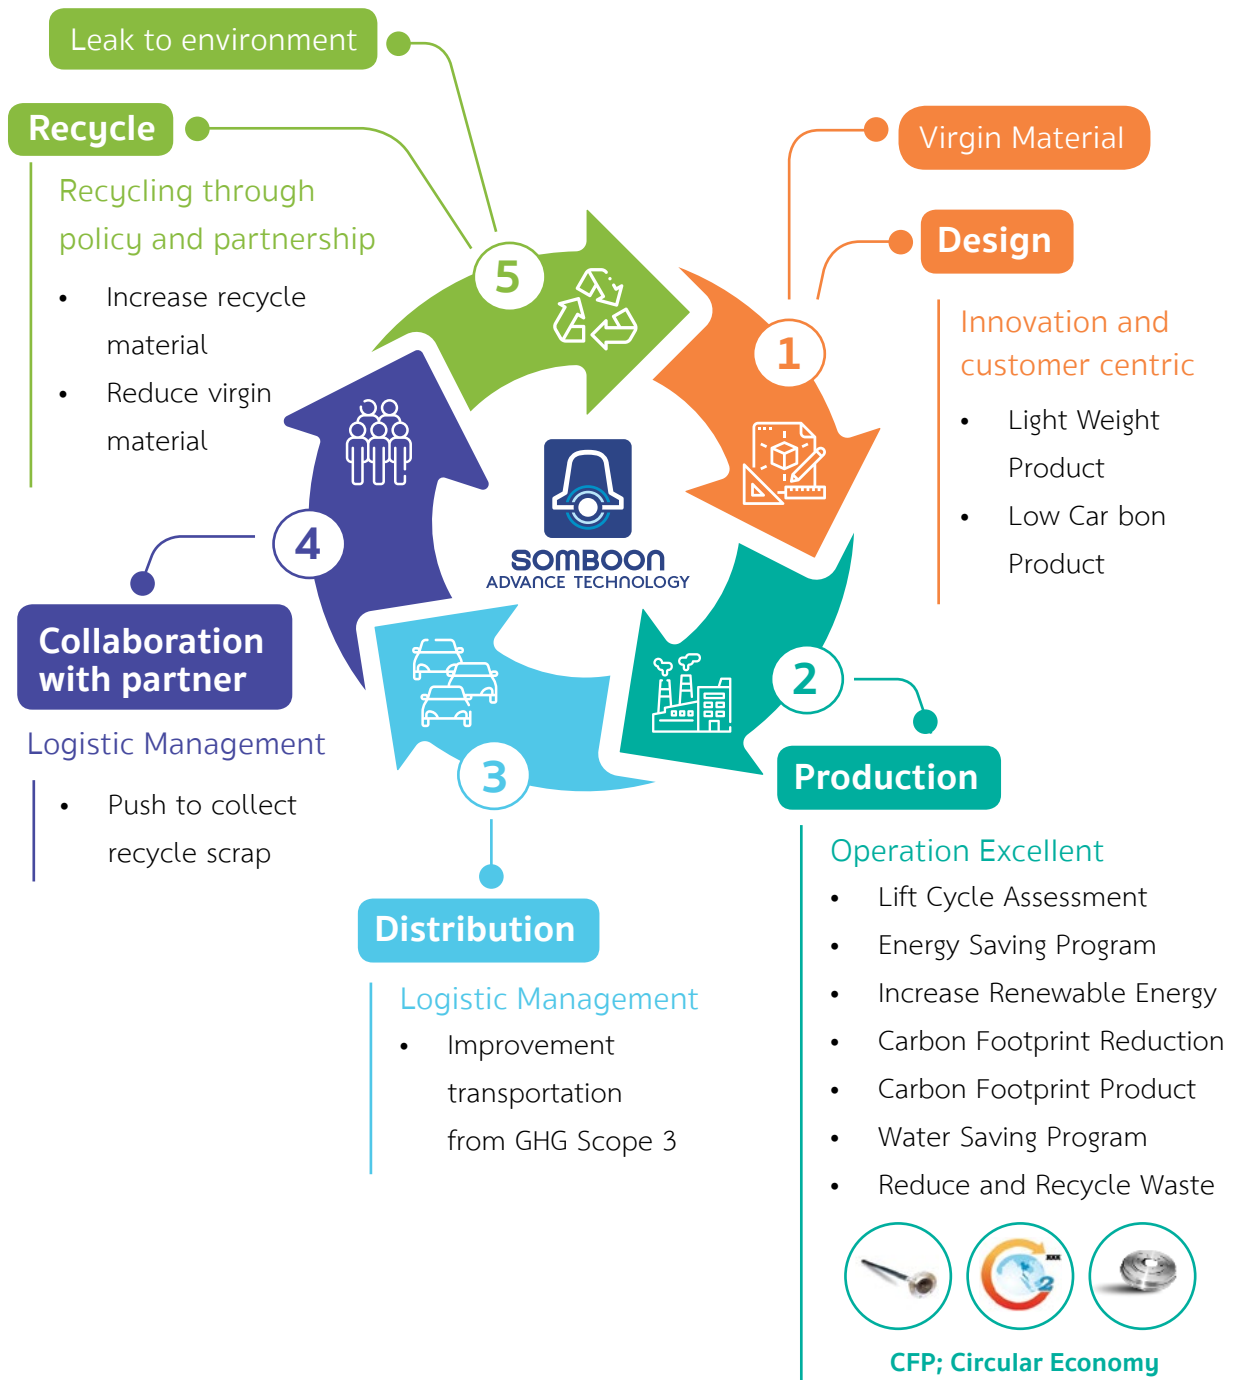 Leak to environment
Recycle
Recycling through
policy and partnership
• Increase recycle
material
• Reduce virgin
material
5
Virgin Material
Design
1
Innovation and
customer centric
• Light Weight
Product
• Low Car bon
Product
SOMBOON
ADVANCE TECHNOLOGY
4
Collaboration
with partner
Logistic Management
• Push to collect
recycle scrap
3
Distribution
Logistic Management
• Improvement
transportation
from GHG Scope 3
2
Production
Operation Excellent
• Lift Cycle Assessment
• Energy Saving Program
• Increase Renewable Energy
• Carbon Footprint Reduction
• Carbon Footprint Product
• Water Saving Program
• Reduce and Recycle Waste
xxx
2
CFP; Circular Economy